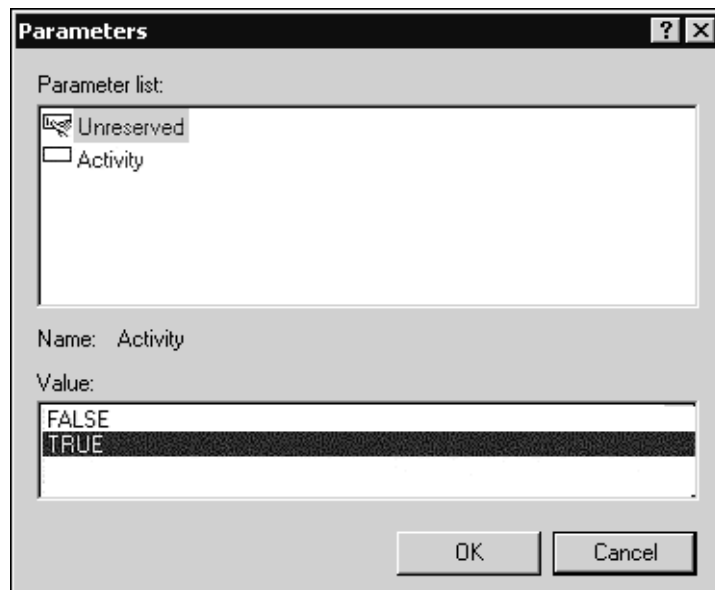 Parameters
Parameter list:
Unreserved
Activity
Name: Activity
Value:
FALSE
TRUE
OK Cancel